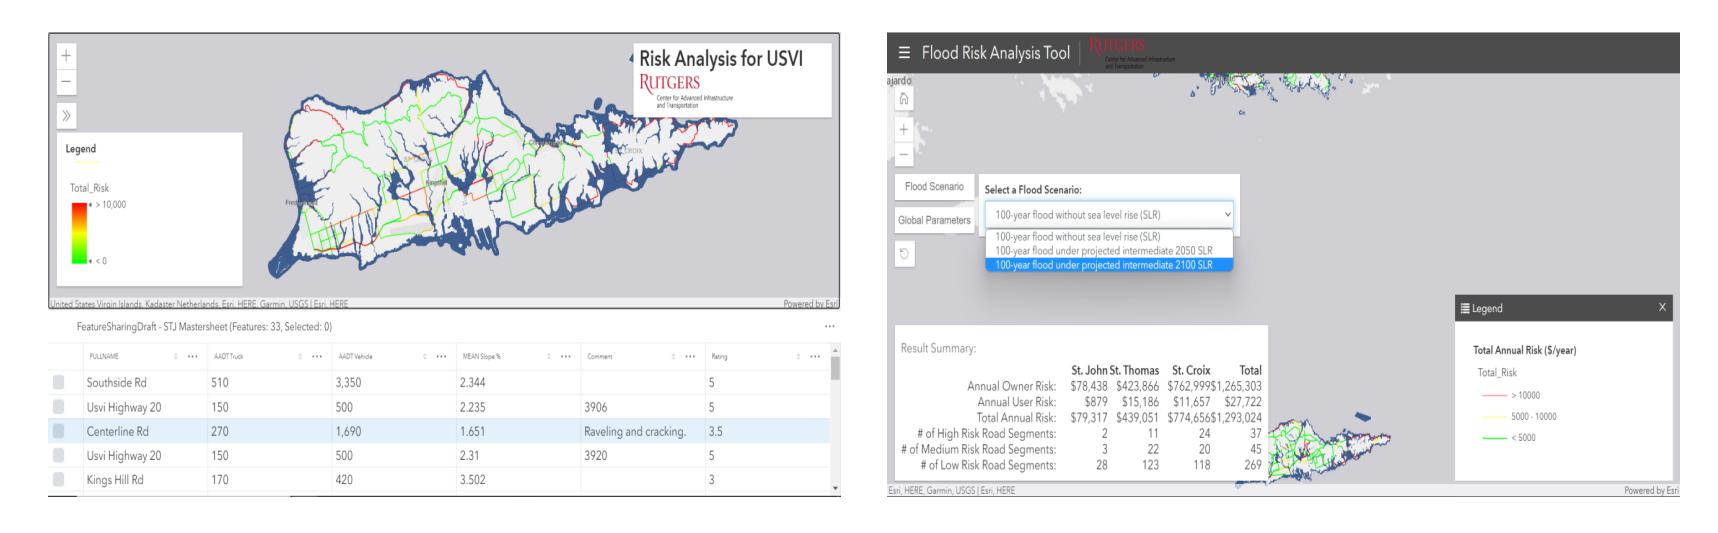 +
−
»
Risk Analysis for USVI
RUTGERS
Center for Advanced Infrastructure
and Transportation
Legend
Total_Risk
> 10,000
< 0
CROIX
Kingshill
United States Virgin Islands, Kadaster Netherlands, Esri, HERE, Garmin, USGS | Esri, HERE Powered by Esri
FeatureSharingDraft - STJ Mastersheet (Features: 33, Selected: 0) •••
FULLNAME AADT Truck AADT Vehicle MEAN Slope % Comment Rating
Southside Rd 510 3,350 2.344 5
Usvi Highway 20 150 500 2.235 3906 5
Centerline Rd 270 1,690 1.651 Raveling and cracking. 3.5
Usvi Highway 20 150 500 2.31 3920 5
Kings Hill Rd 170 420 3.502 3
☰ Flood Risk Analysis Tool
RUTGERS
Center for Advanced Infrastructure
and Transportation
ajardo
+
−
Flood Scenario
Global Parameters
Select a Flood Scenario:
100-year flood without sea level rise (SLR)
100-year flood without sea level rise (SLR)
100-year flood under projected intermediate 2050 SLR
100-year flood under projected intermediate 2100 SLR
Result Summary:
St. John St. Thomas St. Croix Total
Annual Owner Risk: $78,438 $423,866 $762,999 $1,265,303
Annual User Risk: $879 $15,186 $11,657 $27,722
Total Annual Risk: $79,317 $439,051 $774,656 $1,293,024
# of High Risk Road Segments: 2 11 24 37
# of Medium Risk Road Segments: 3 22 20 45
# of Low Risk Road Segments: 28 123 118 269
Legend X
Total Annual Risk ($/year)
Total_Risk
> 10000
5000 - 10000
< 5000
Esri, HERE, Garmin, USGS | Esri, HERE Powered by Esri